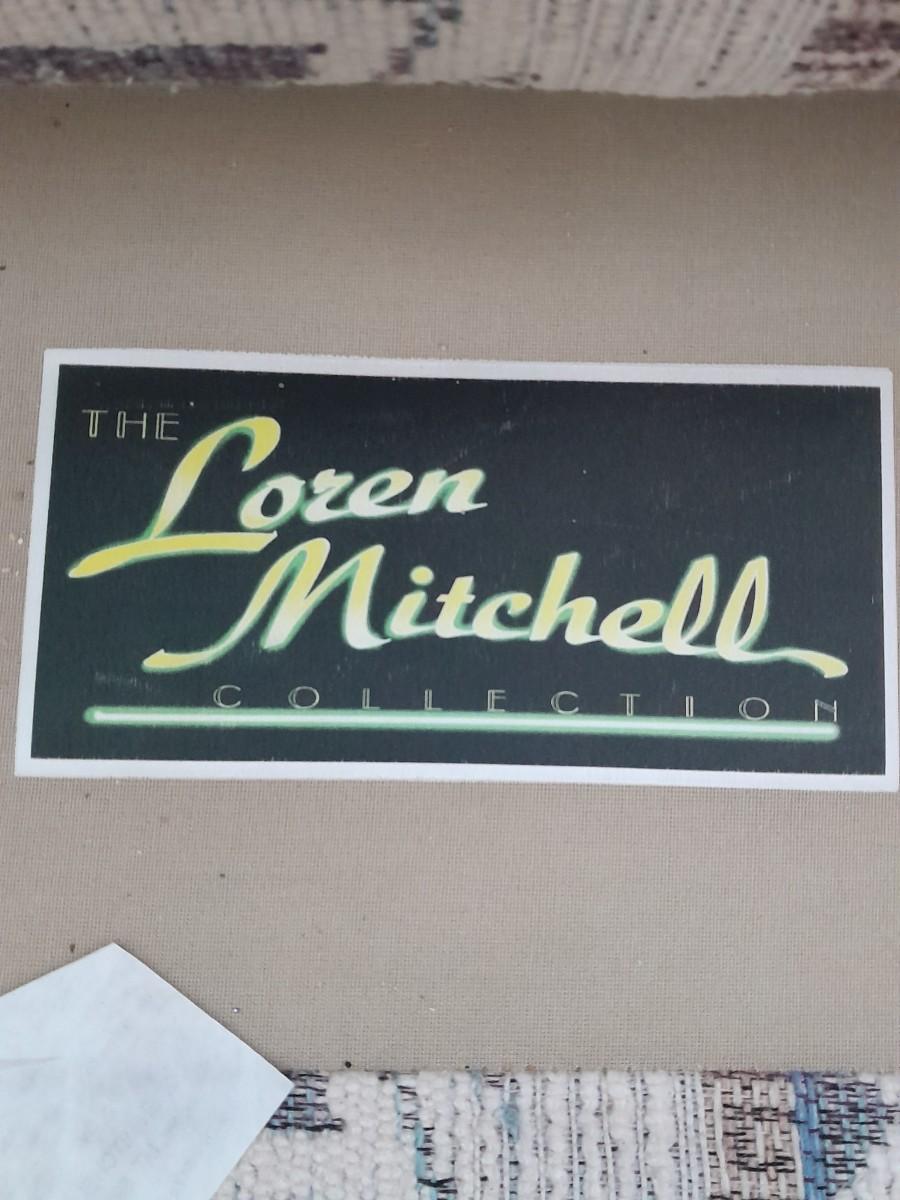 THE
Loren
Mitchell
COLLECTION